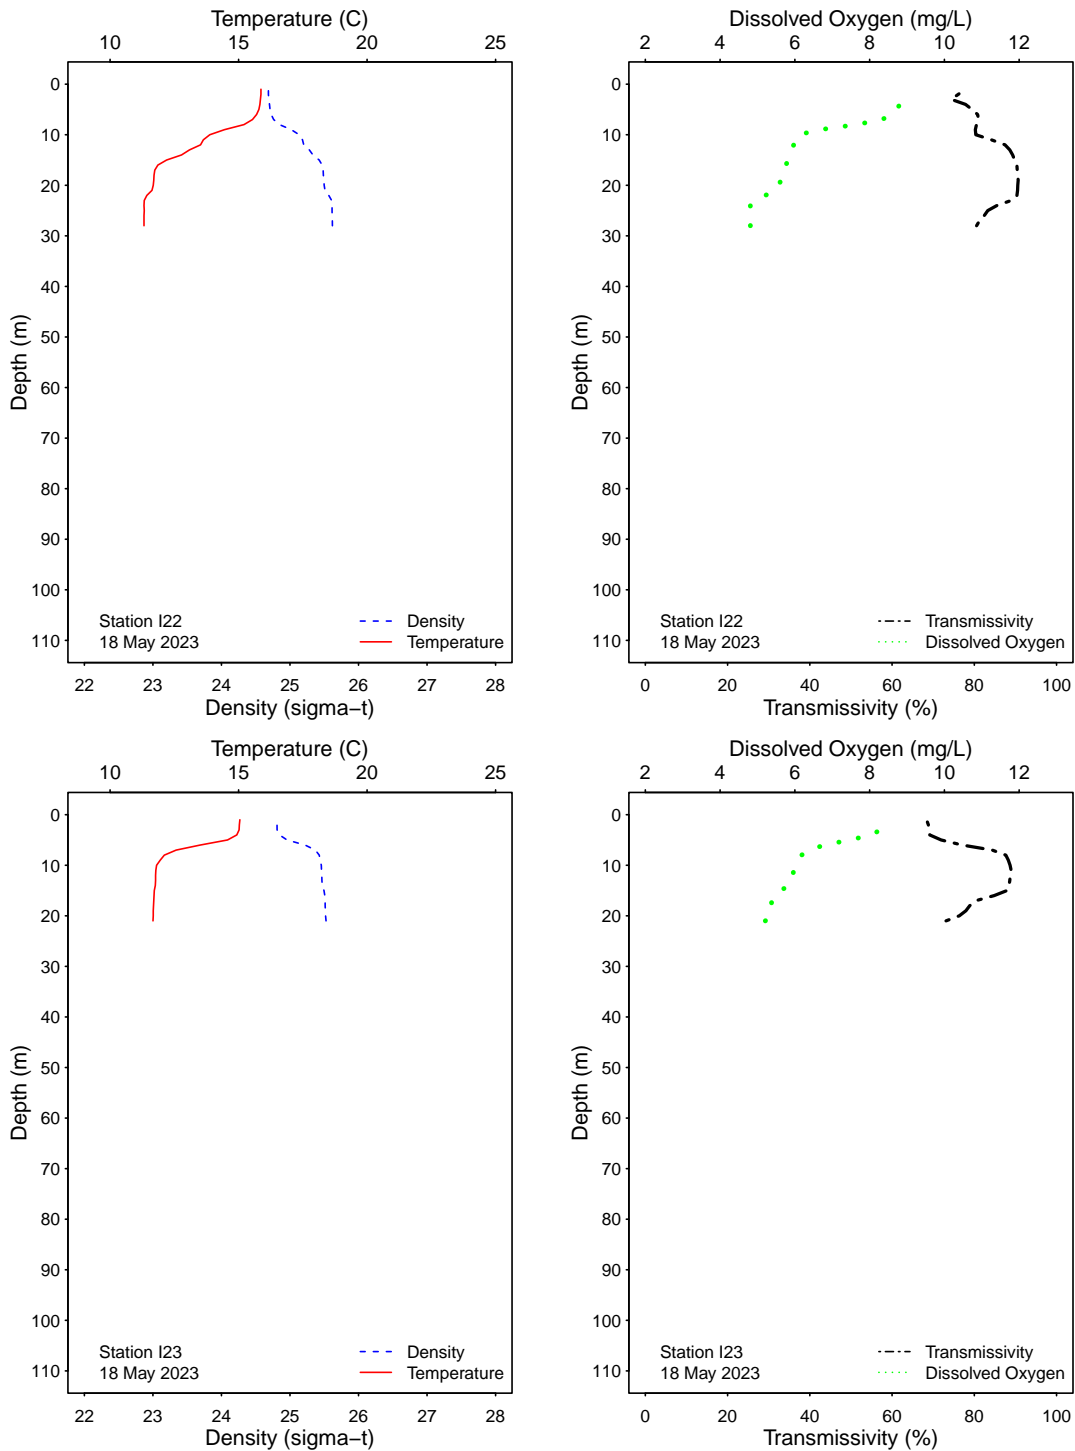 Temperature (C)
10 15 20 25
0
10
20
30
40
50
60
70
80
90
100
110
Depth (m)
Station I22
18 May 2023
Density
Temperature
22 23 24 25 26 27 28
Density (sigma−t)
Dissolved Oxygen (mg/L)
2 4 6 8 10 12
0
10
20
30
40
50
60
70
80
90
100
110
Depth (m)
Station I22
18 May 2023
Transmissivity
Dissolved Oxygen
0 20 40 60 80 100
Transmissivity (%)
Temperature (C)
10 15 20 25
0
10
20
30
40
50
60
70
80
90
100
110
Depth (m)
Station I23
18 May 2023
Density
Temperature
22 23 24 25 26 27 28
Density (sigma−t)
Dissolved Oxygen (mg/L)
2 4 6 8 10 12
0
10
20
30
40
50
60
70
80
90
100
110
Depth (m)
Station I23
18 May 2023
Transmissivity
Dissolved Oxygen
0 20 40 60 80 100
Transmissivity (%)